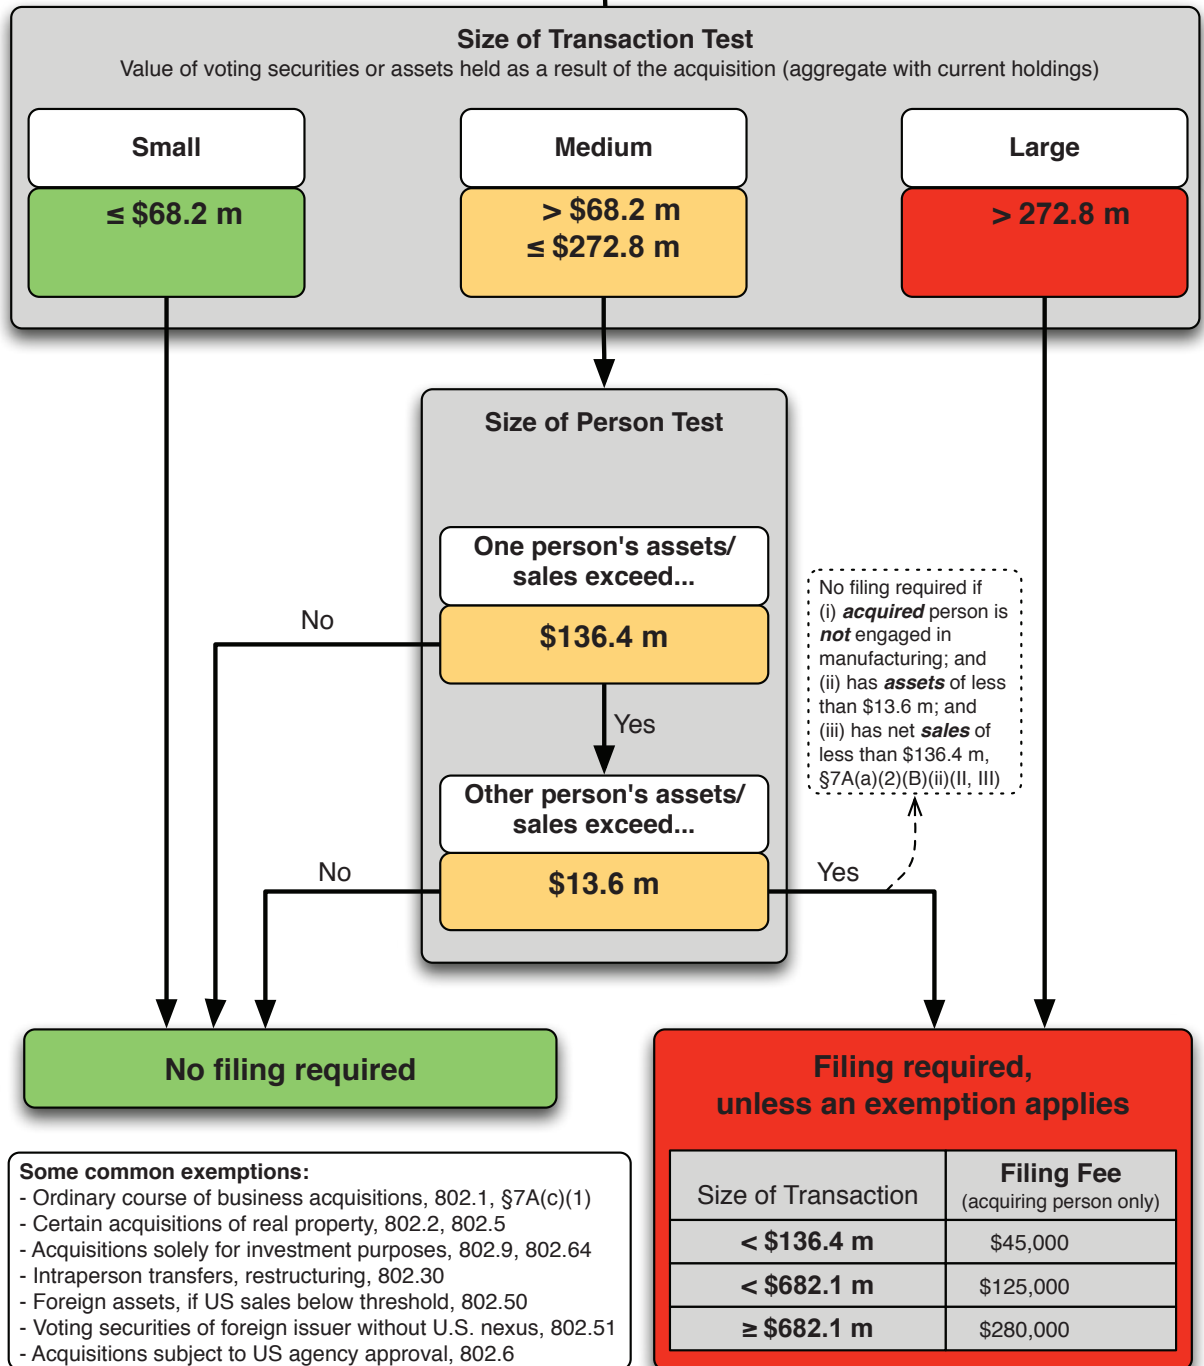 Size of Transaction Test
Value of voting securities or assets held as a result of the acquisition (aggregate with current holdings)
Small
≤ $68.2 m
Medium
> $68.2 m
≤ $272.8 m
Large
> 272.8 m
Size of Person Test
One person's assets/
sales exceed...
$136.4 m
No
Yes
Other person's assets/
sales exceed...
$13.6 m
No
Yes
No filing required if
(i) acquired person is
not engaged in
manufacturing; and
(ii) has assets of less
than $13.6 m; and
(iii) has net sales of
less than $136.4 m,
§7A(a)(2)(B)(ii)(II, III)
No filing required
Filing required,
unless an exemption applies
Size of Transaction
Filing Fee
(acquiring person only)
< $136.4 m
$45,000
< $682.1 m
$125,000
≥ $682.1 m
$280,000
Some common exemptions:
- Ordinary course of business acquisitions, 802.1, §7A(c)(1)
- Certain acquisitions of real property, 802.2, 802.5
- Acquisitions solely for investment purposes, 802.9, 802.64
- Intraperson transfers, restructuring, 802.30
- Foreign assets, if US sales below threshold, 802.50
- Voting securities of foreign issuer without U.S. nexus, 802.51
- Acquisitions subject to US agency approval, 802.6